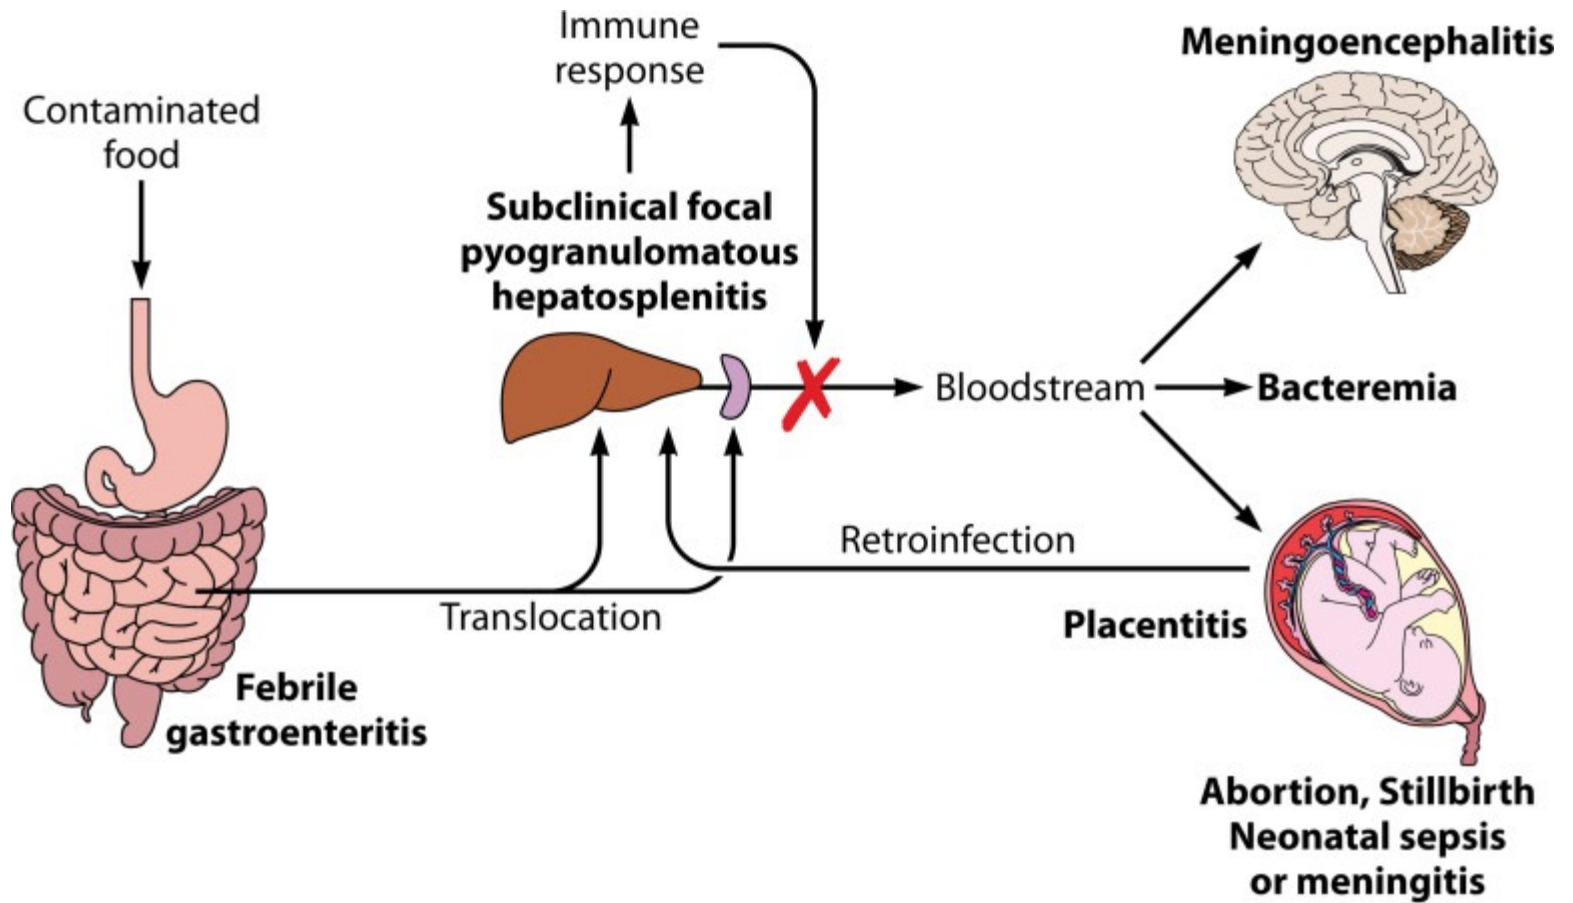 Immune
response
Meningoencephalitis
Contaminated
food
Subclinical focal
pyogranulomatous
hepatosplenitis
Bloodstream
Bacteremia
Retroinfection
Translocation
Placentitis
Febrile
gastroenteritis
Abortion, Stillbirth
Neonatal sepsis
or meningitis